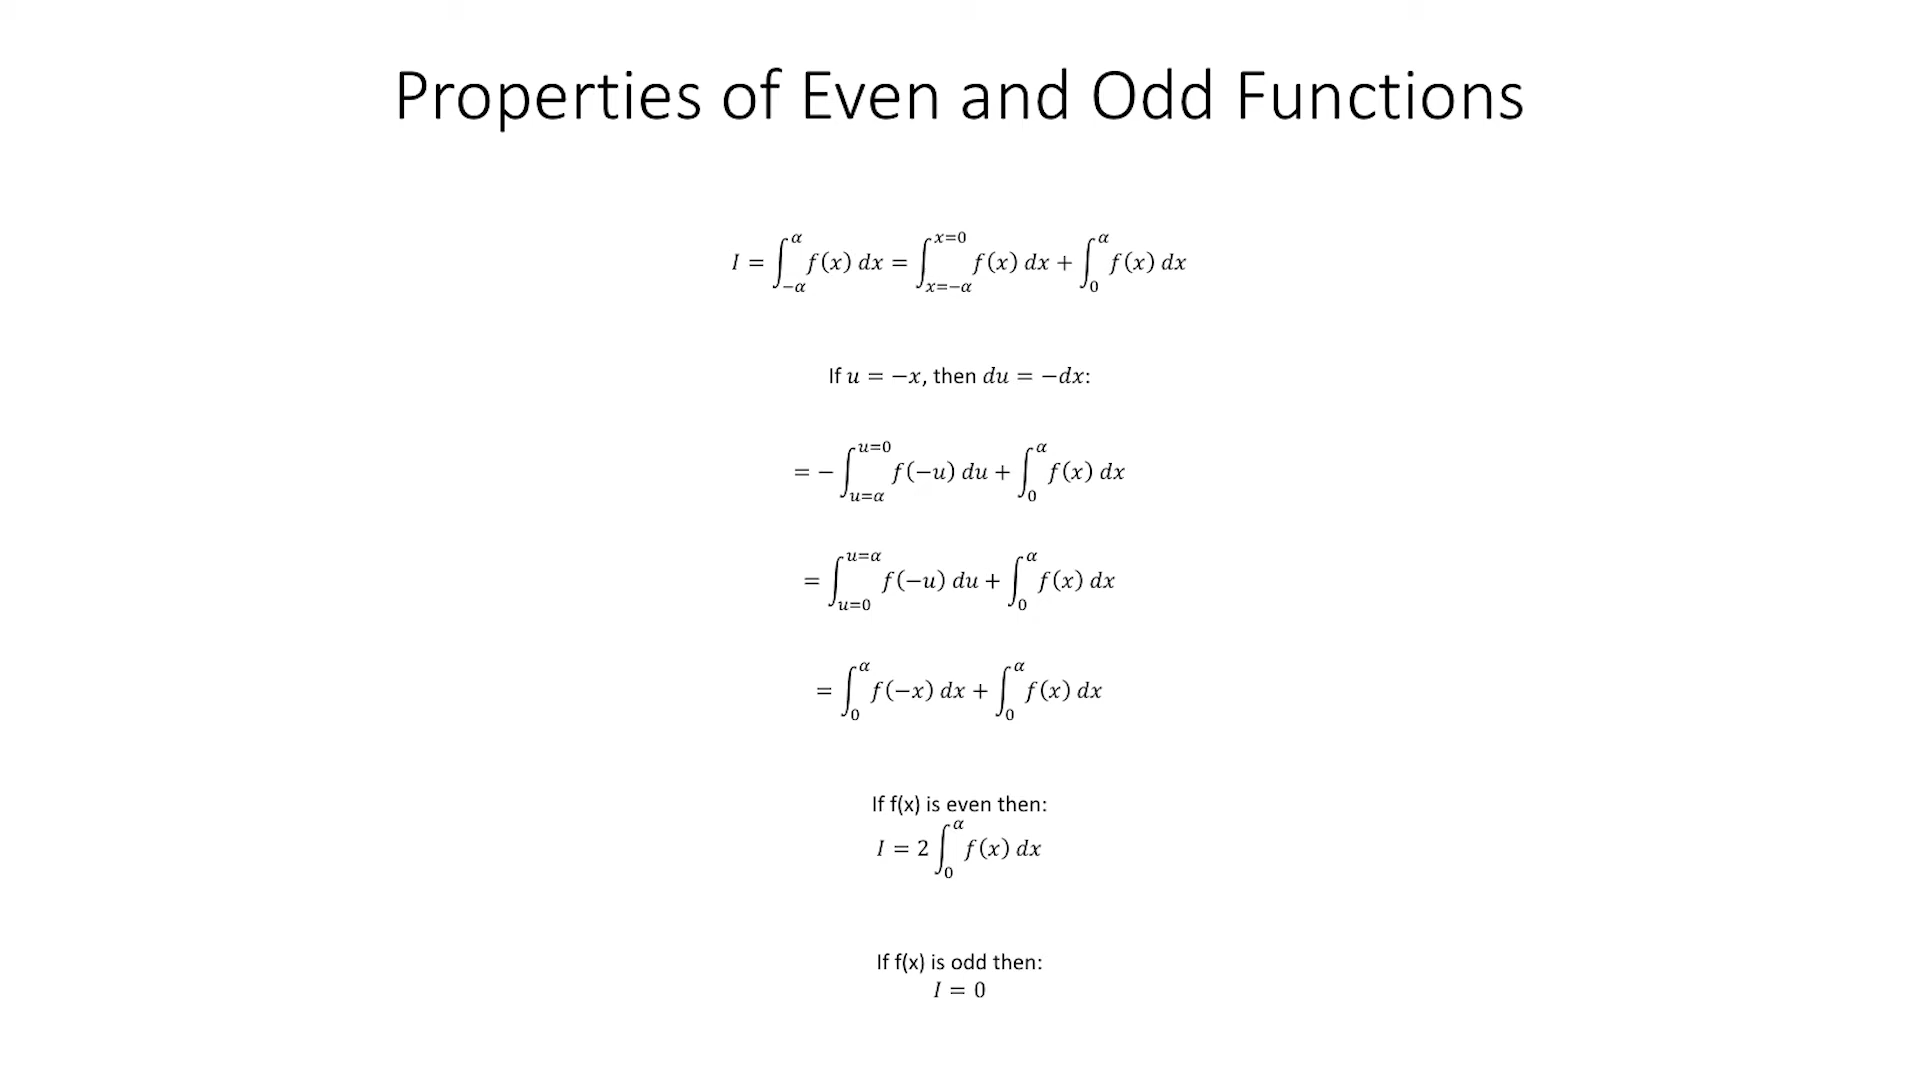 Properties of Even and Odd Functions
I = ∫_{−α}^{α} f(x) dx = ∫_{x=−α}^{x=0} f(x) dx + ∫_{0}^{α} f(x) dx
If u = −x, then du = −dx:
= − ∫_{u=α}^{u=0} f(−u) du + ∫_{0}^{α} f(x) dx
= ∫_{u=0}^{u=α} f(−u) du + ∫_{0}^{α} f(x) dx
= ∫_{0}^{α} f(−x) dx + ∫_{0}^{α} f(x) dx
If f(x) is even then:
I = 2 ∫_{0}^{α} f(x) dx
If f(x) is odd then:
I = 0